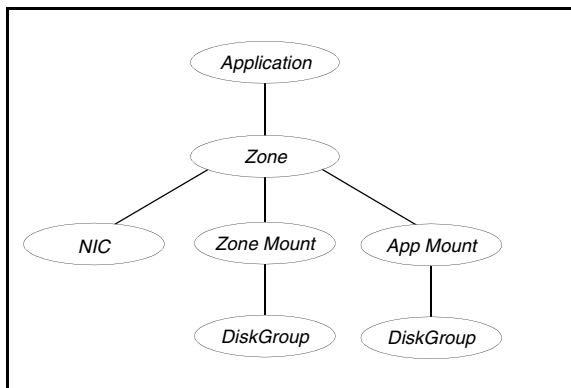 Application
Zone
NIC
Zone Mount
App Mount
DiskGroup
DiskGroup